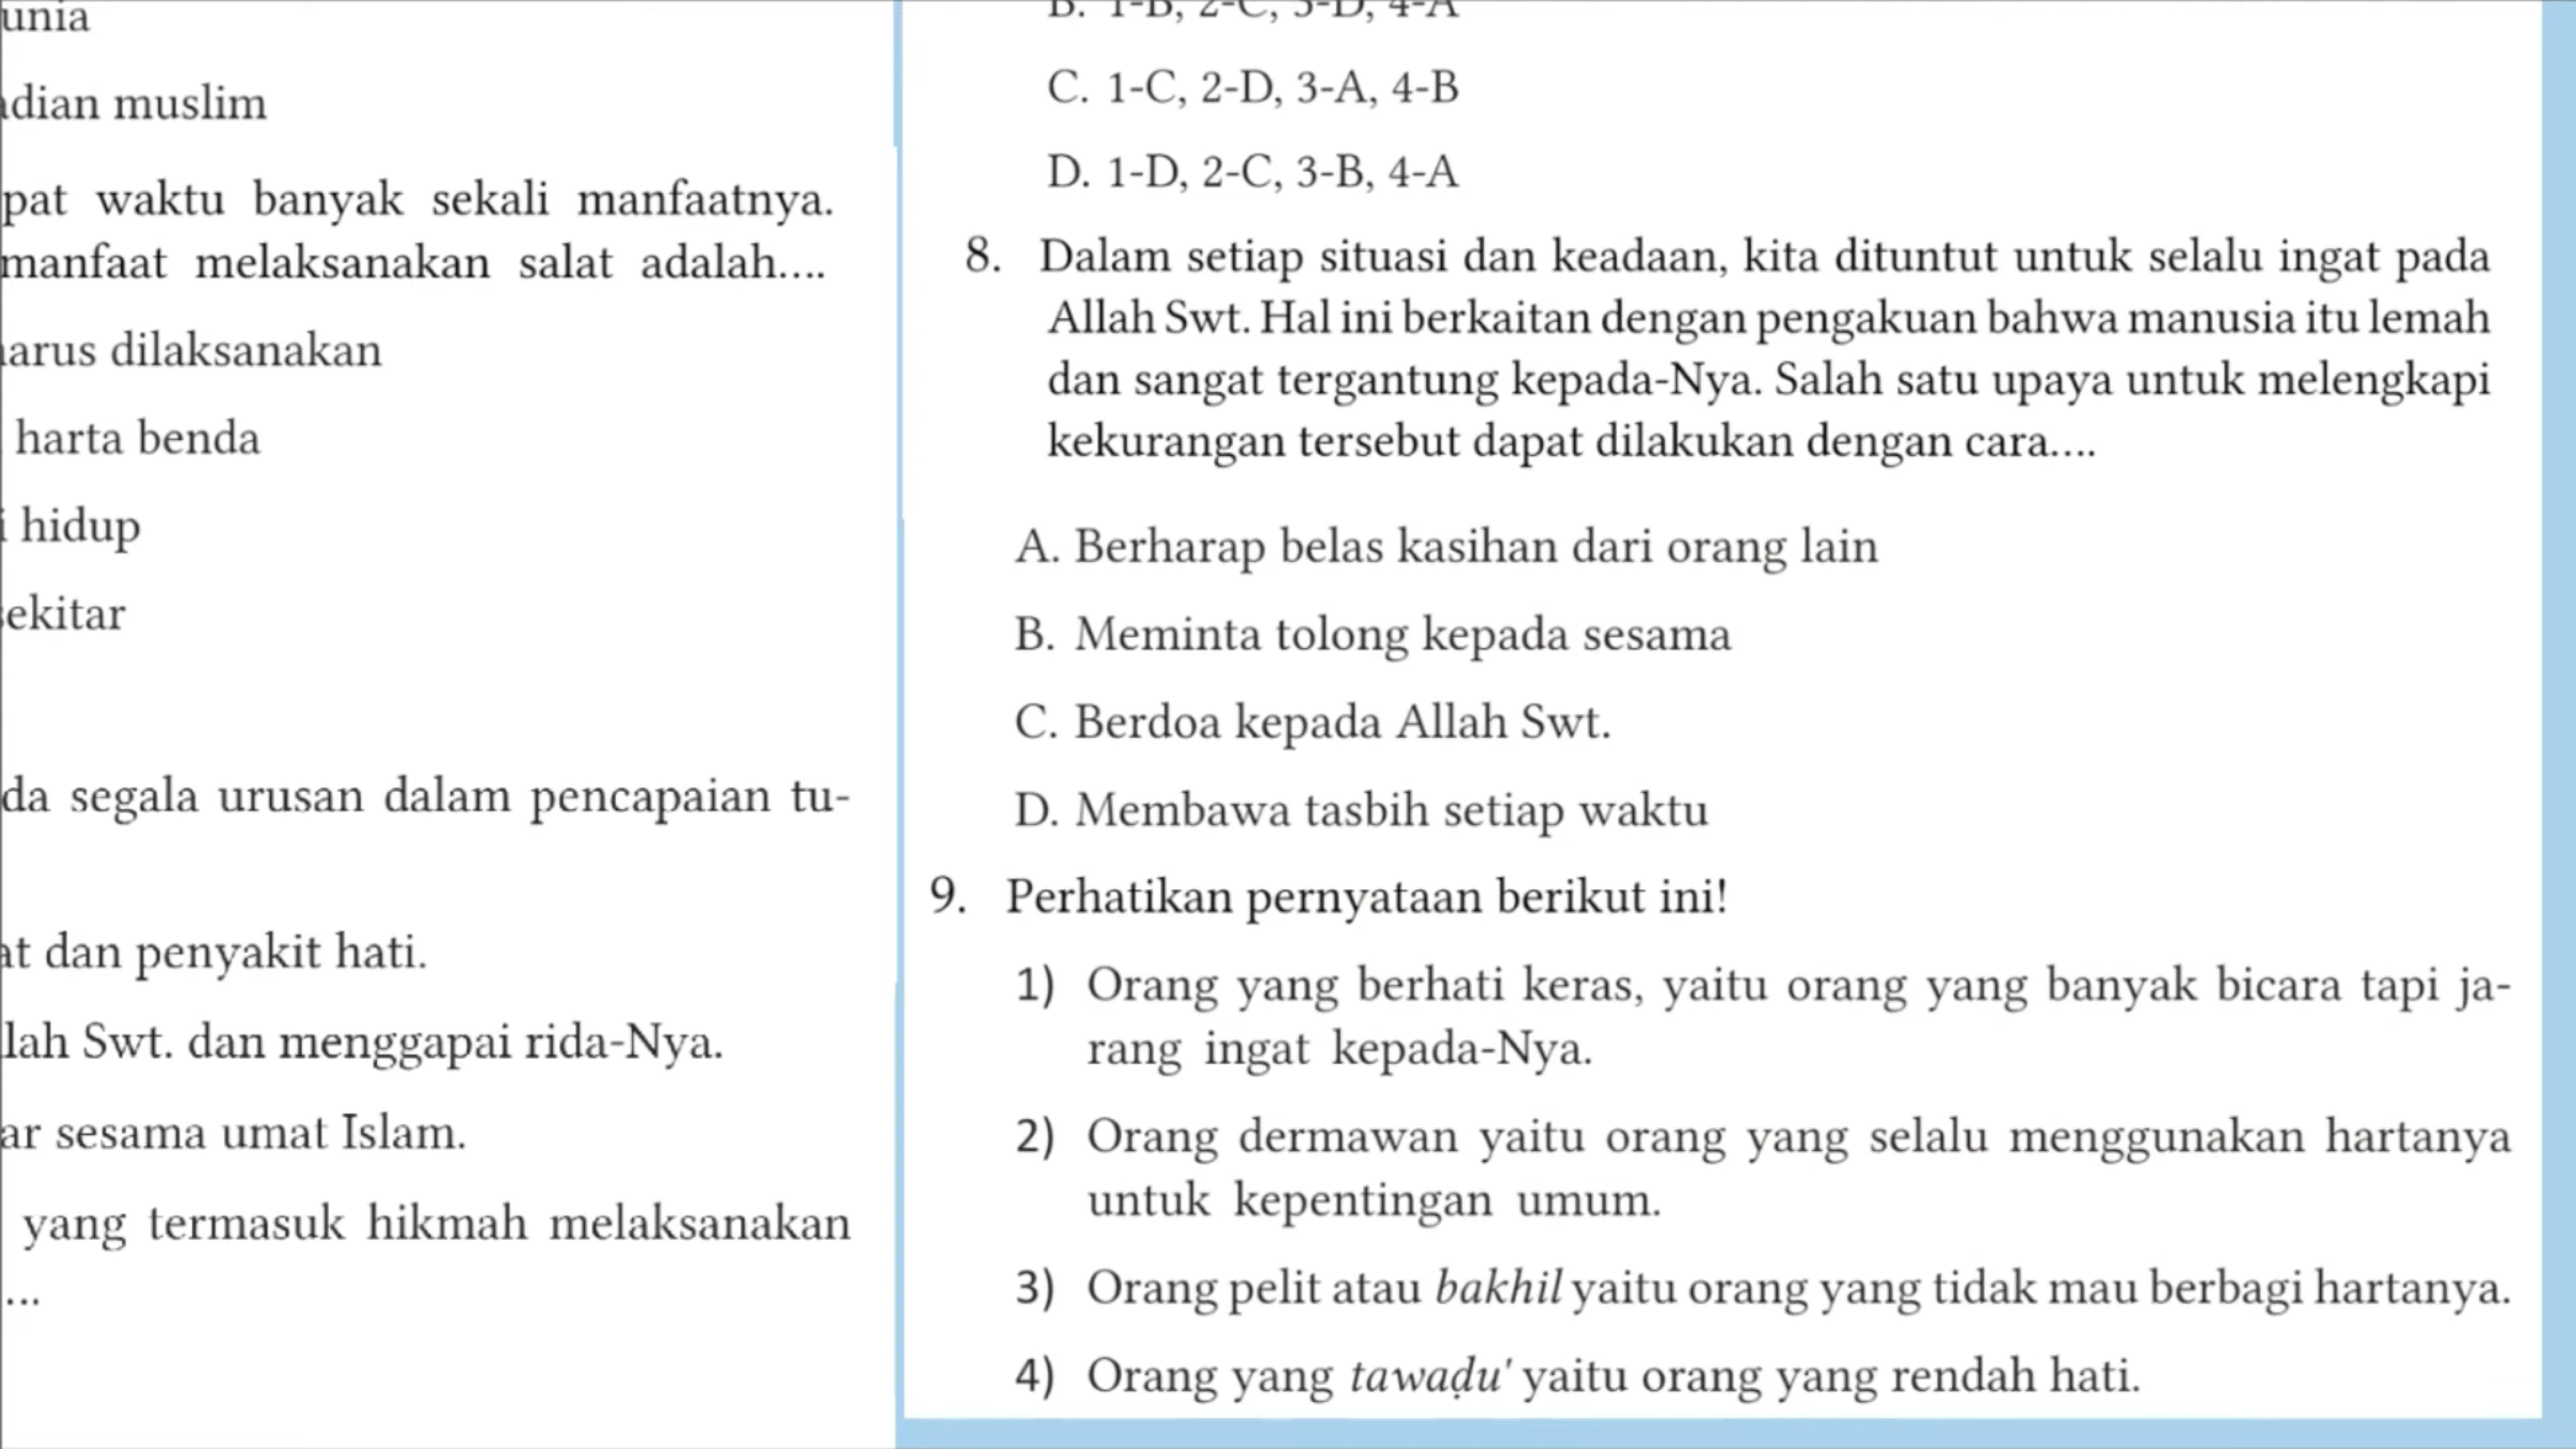 unia
dian muslim
pat waktu banyak sekali manfaatnya.
manfaat melaksanakan salat adalah....
arus dilaksanakan
harta benda
i hidup
sekitar
da segala urusan dalam pencapaian tu-
at dan penyakit hati.
lah Swt. dan menggapai rida-Nya.
ar sesama umat Islam.
yang termasuk hikmah melaksanakan
...
B. 1-B, 2-C, 3-D, 4-A
C. 1-C, 2-D, 3-A, 4-B
D. 1-D, 2-C, 3-B, 4-A
8. Dalam setiap situasi dan keadaan, kita dituntut untuk selalu ingat pada
Allah Swt. Hal ini berkaitan dengan pengakuan bahwa manusia itu lemah
dan sangat tergantung kepada-Nya. Salah satu upaya untuk melengkapi
kekurangan tersebut dapat dilakukan dengan cara....
A. Berharap belas kasihan dari orang lain
B. Meminta tolong kepada sesama
C. Berdoa kepada Allah Swt.
D. Membawa tasbih setiap waktu
9. Perhatikan pernyataan berikut ini!
1) Orang yang berhati keras, yaitu orang yang banyak bicara tapi ja-
rang ingat kepada-Nya.
2) Orang dermawan yaitu orang yang selalu menggunakan hartanya
untuk kepentingan umum.
3) Orang pelit atau bakhil yaitu orang yang tidak mau berbagi hartanya.
4) Orang yang tawaḍu' yaitu orang yang rendah hati.